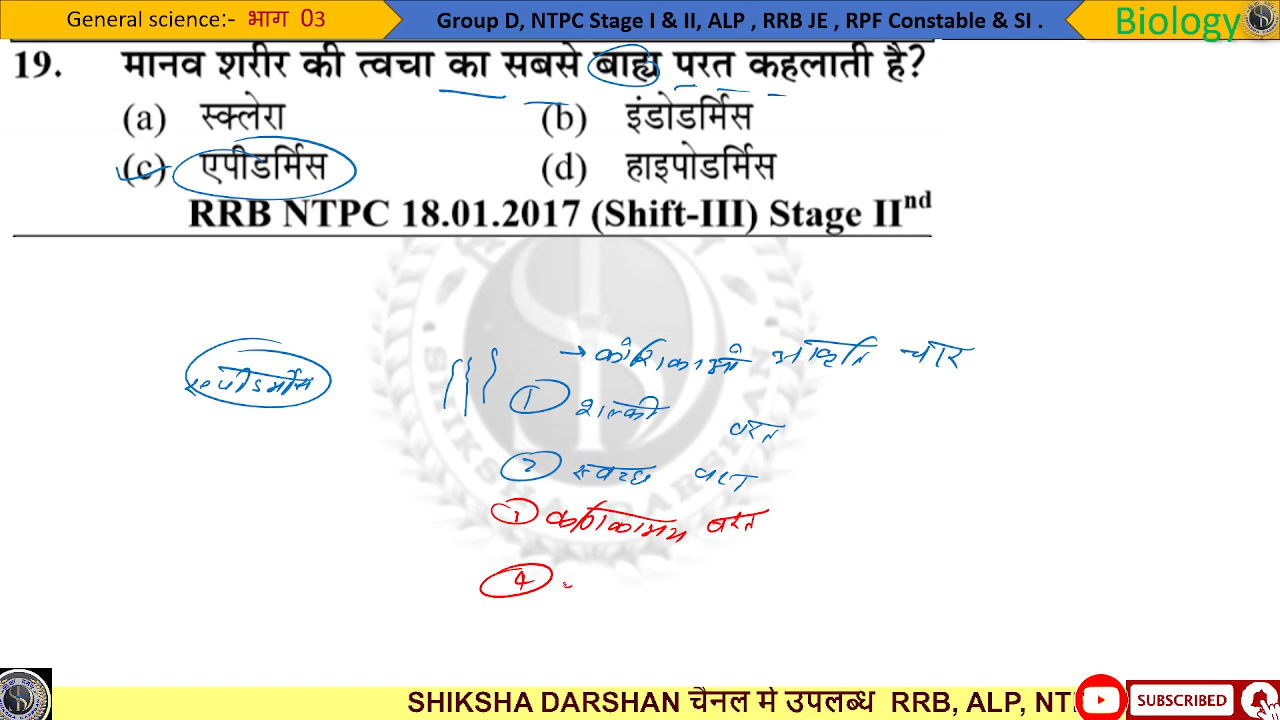 General science:- भाग 03
Group D, NTPC Stage I & II, ALP , RRB JE , RPF Constable & SI .
Biology
19. मानव शरीर की त्वचा का सबसे बाह्य परत कहलाती है?
(a) स्क्लेरा (b) इंडोडर्मिस
(c) एपीडर्मिस (d) हाइपोडर्मिस
RRB NTPC 18.01.2017 (Shift-III) Stage IInd
→ कोशिकाओ आकृति चार
एपीडर्मीस
1 शल्की परत
2 स्वच्छ परत
3 कणिकामय परत
4
SHIKSHA DARSHAN चैनल मे उपलब्ध RRB, ALP, NT
SUBSCRIBED